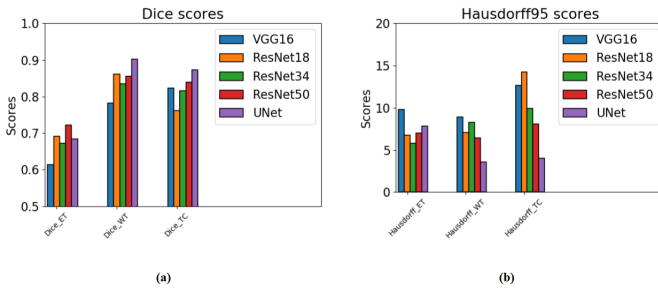 Dice scores
1.0
0.9
0.8
0.7
0.6
0.5
Scores
VGG16
ResNet18
ResNet34
ResNet50
UNet
Dice_ET
Dice_WT
Dice_TC
(a)
Hausdorff95 scores
20
15
10
5
0
Scores
VGG16
ResNet18
ResNet34
ResNet50
UNet
Hausdorff_ET
Hausdorff_WT
Hausdorff_TC
(b)